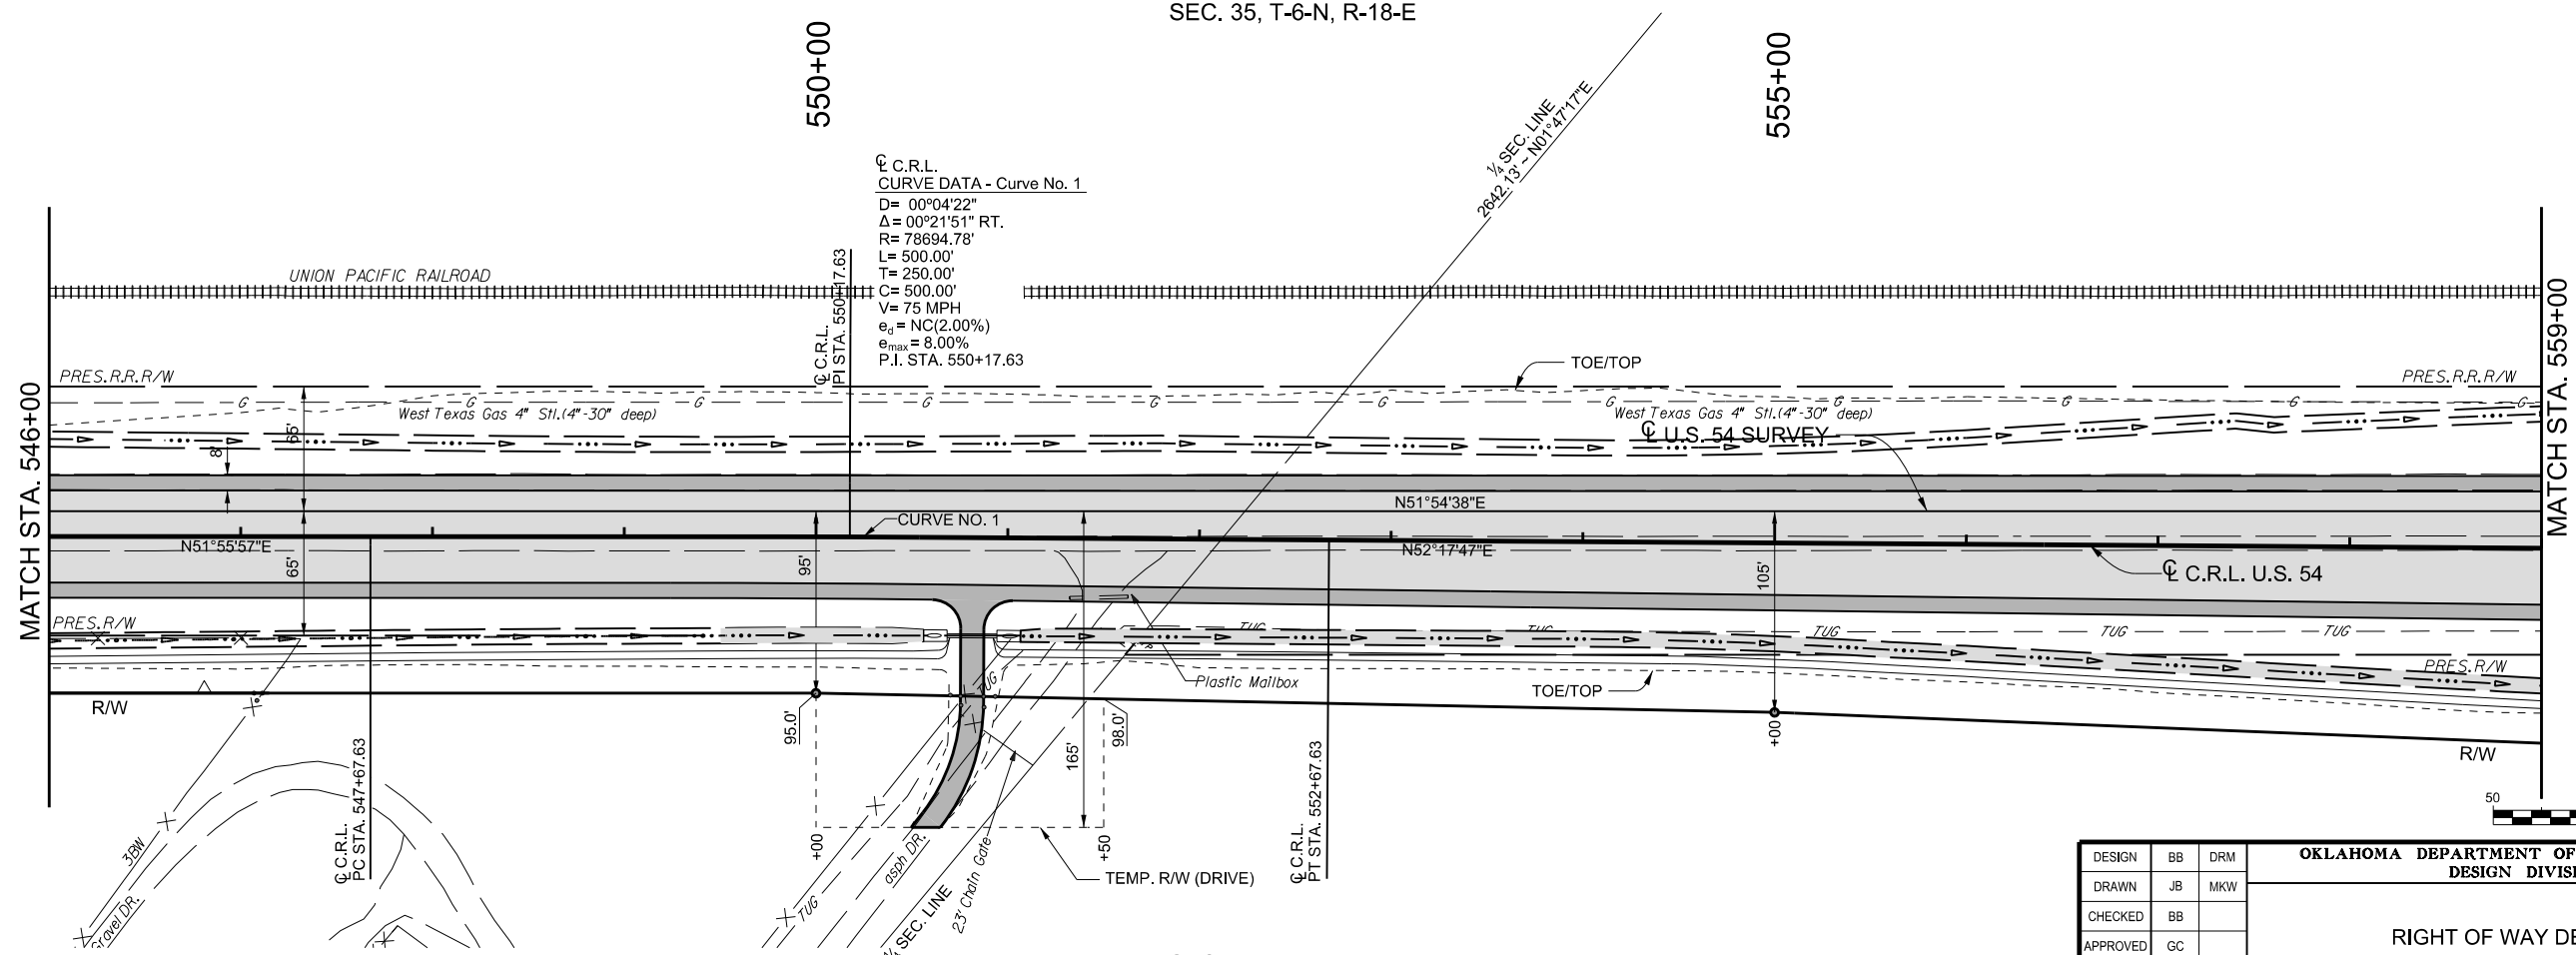 SEC. 35, T-6-N, R-18-E
550+00
555+00
¼ SEC. LINE
2642.13' ~ N01°47'17"E
℄ C.R.L.
CURVE DATA - Curve No. 1
D= 00°04'22"
Δ= 00°21'51" RT.
R= 78694.78'
L= 500.00'
T= 250.00'
C= 500.00'
V= 75 MPH
ed = NC(2.00%)
emax = 8.00%
P.I. STA. 550+17.63
℄ C.R.L.
PI STA. 550+17.63
UNION PACIFIC RAILROAD
MATCH STA. 546+00
MATCH STA. 559+00
PRES.R.R.R/W
TOE/TOP
PRES.R.R.R/W
G
G
G
G
G
G
G
G
G
G
West Texas Gas 4" Stl.(4"-30" deep)
West Texas Gas 4" Stl.(4"-30" deep)
℄ U.S. 54 SURVEY
65'
8'
N51°54'38"E
CURVE NO. 1
N51°55'57"E
N52°17'47"E
65'
95'
105'
℄ C.R.L. U.S. 54
PRES.R/W
TUG
TUG
TUG
TUG
TUG
TUG
Plastic Mailbox
PRES.R/W
TOE/TOP
R/W
95.0'
98.0'
165'
+00
R/W
℄ C.R.L.
PC STA. 547+67.63
℄ C.R.L.
PT STA. 552+67.63
+00
+50
TEMP. R/W (DRIVE)
3BW
Gravel DR.
TUG
asph DR.
¼ SEC. LINE
23' Chain Gate
50
DESIGN BB DRM
DRAWN JB MKW
CHECKED BB
APPROVED GC
OKLAHOMA DEPARTMENT OF
DESIGN DIVIS
RIGHT OF WAY DE